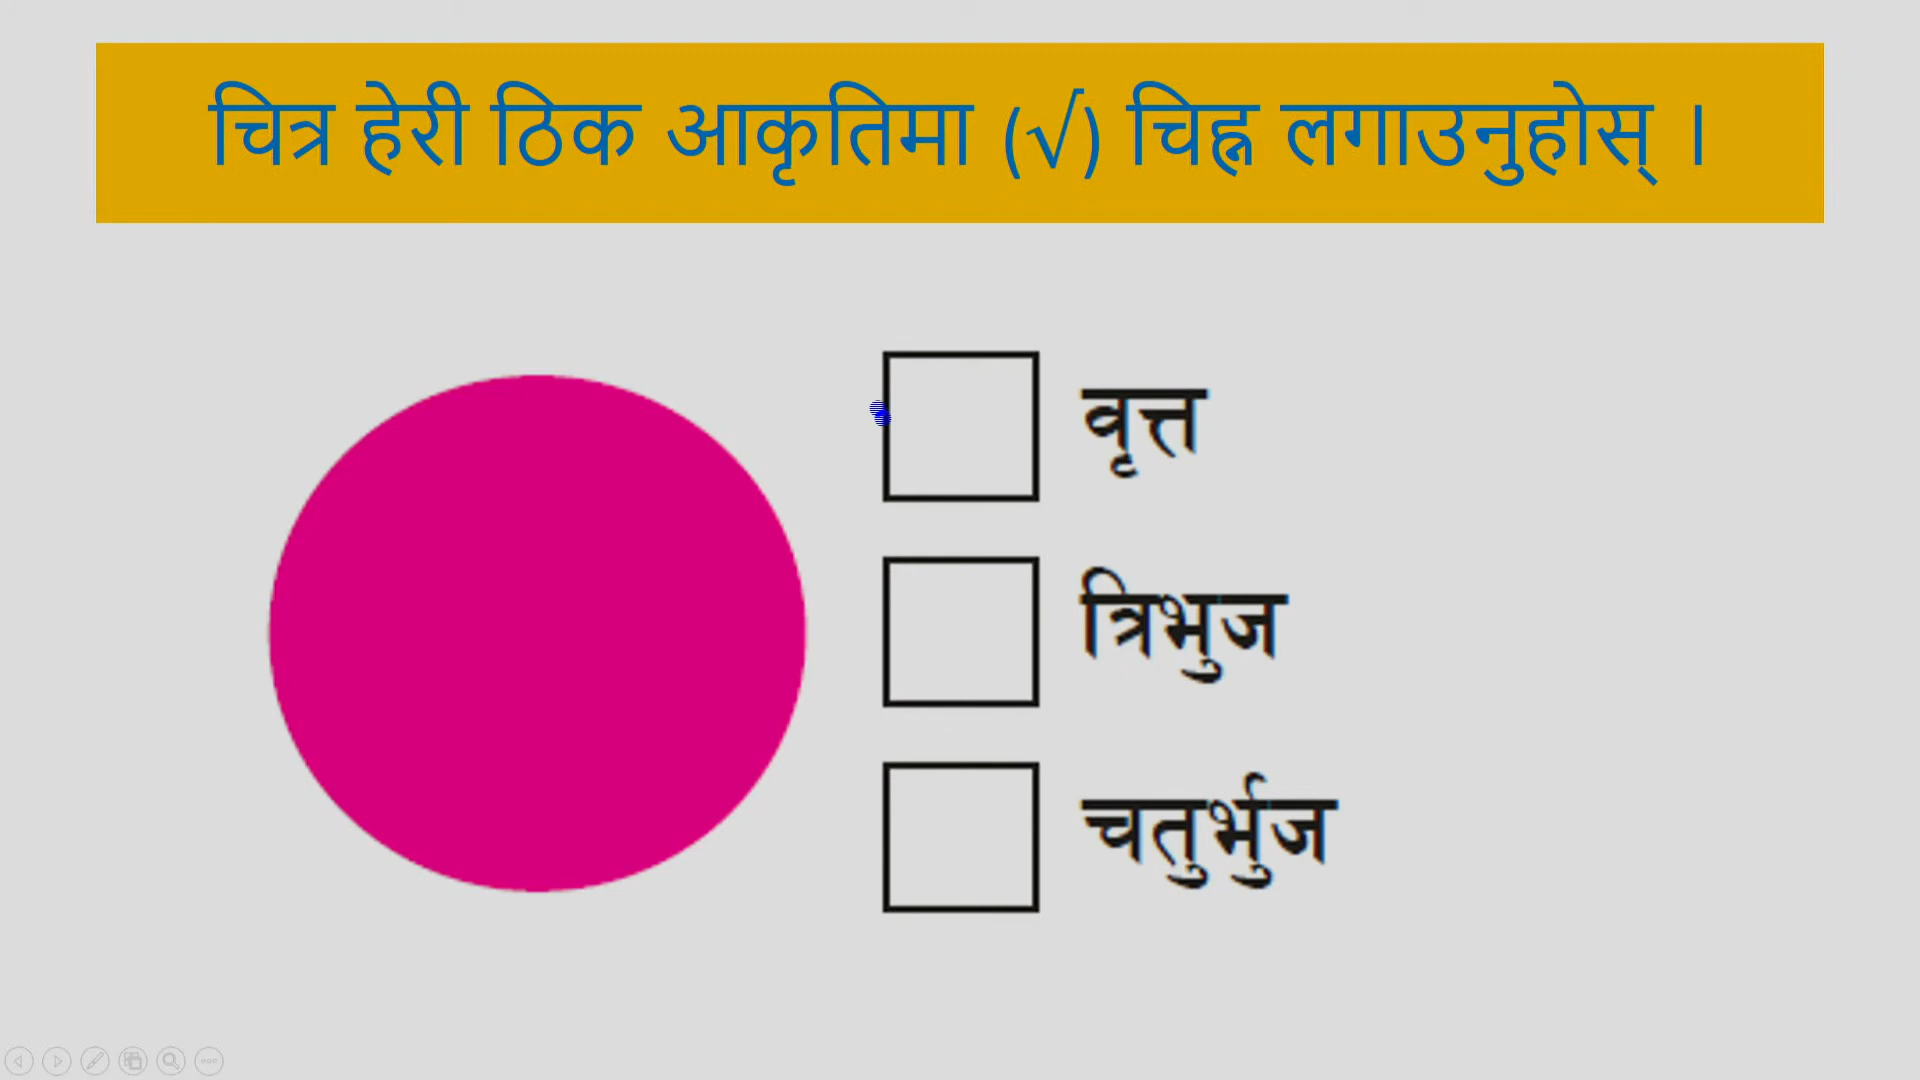 चित्र हेरी ठिक आकृतिमा (√) चिह्न लगाउनुहोस् ।
वृत्त
त्रिभुज
चतुर्भुज